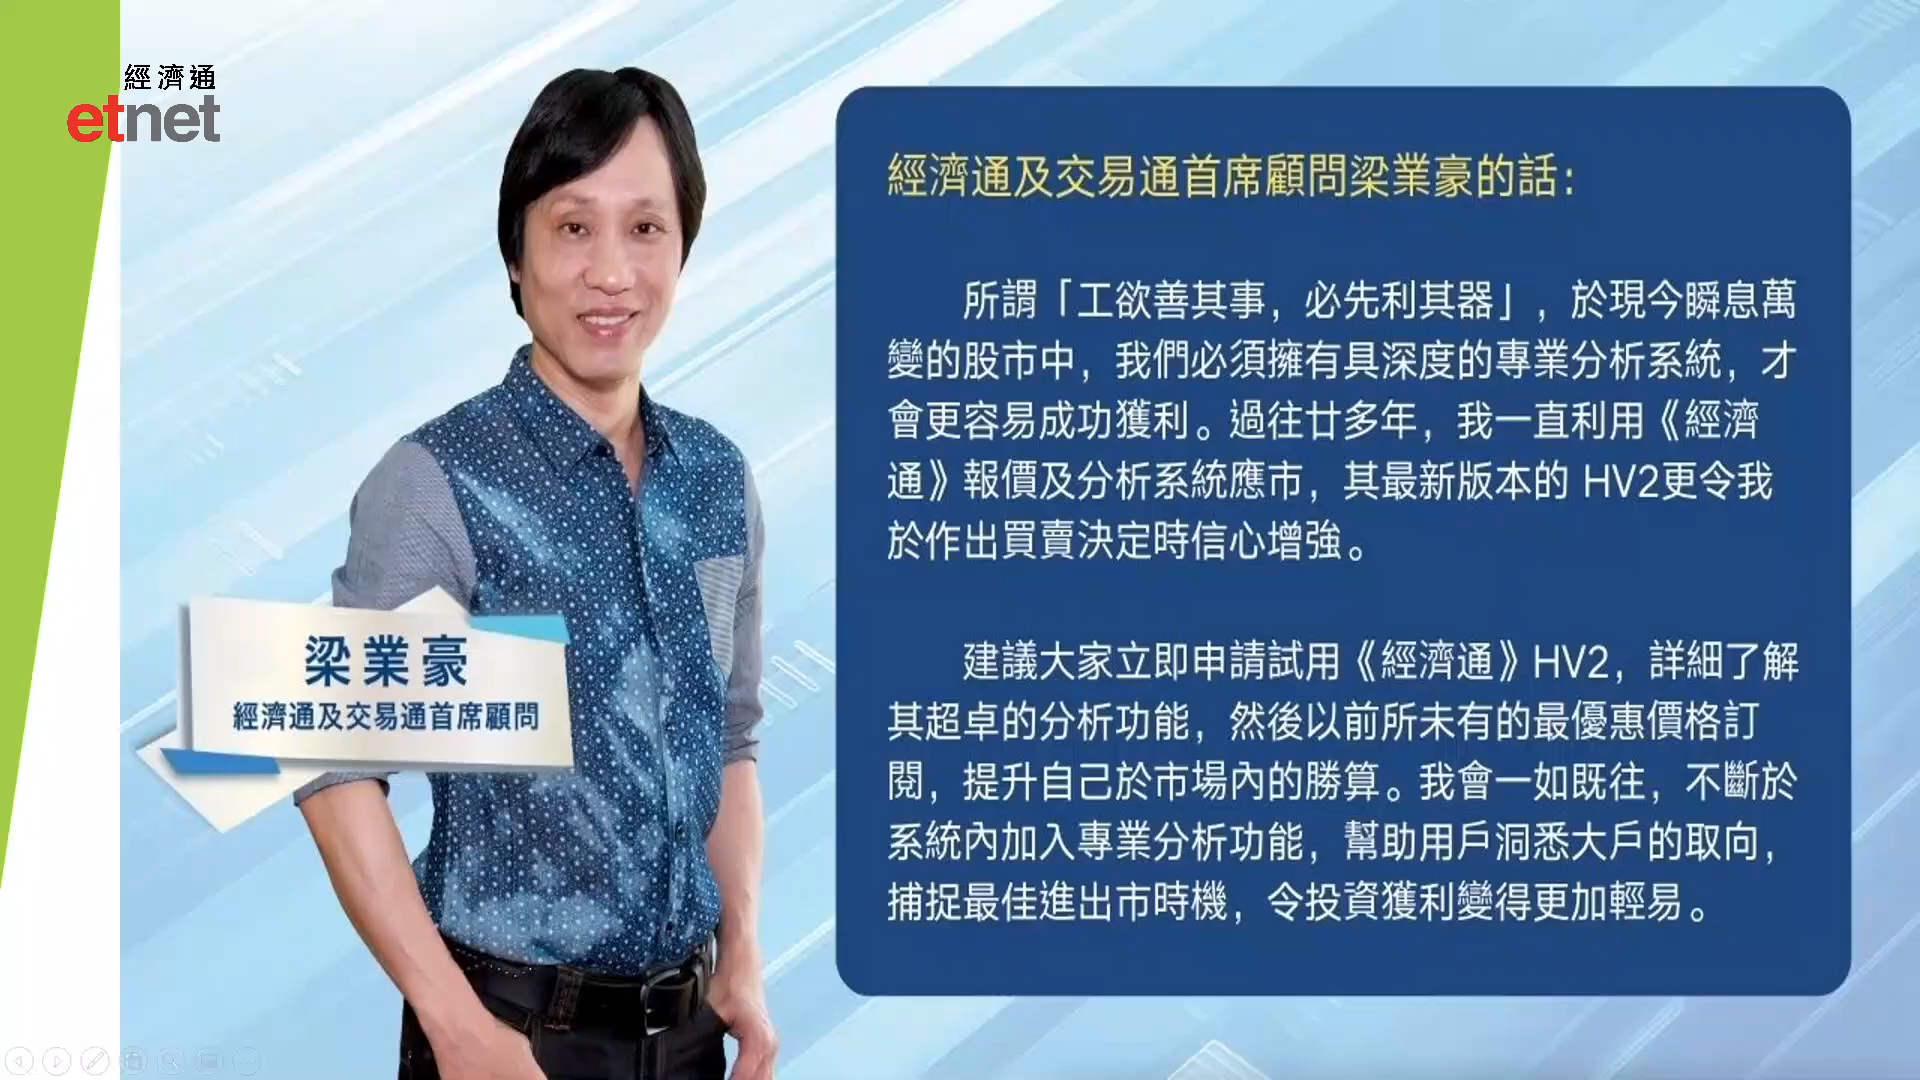 經濟通
etnet
經濟通及交易通首席顧問梁業豪的話：
所謂「工欲善其事，必先利其器」，於現今瞬息萬
變的股市中，我們必須擁有具深度的專業分析系統，才
會更容易成功獲利。過往廿多年，我一直利用《經濟
通》報價及分析系統應市，其最新版本的 HV2更令我
於作出買賣決定時信心增強。
建議大家立即申請試用《經濟通》HV2，詳細了解
其超卓的分析功能，然後以前所未有的最優惠價格訂
閱，提升自己於市場內的勝算。我會一如既往，不斷於
系統內加入專業分析功能，幫助用戶洞悉大戶的取向，
捕捉最佳進出市時機，令投資獲利變得更加輕易。
梁業豪
經濟通及交易通首席顧問